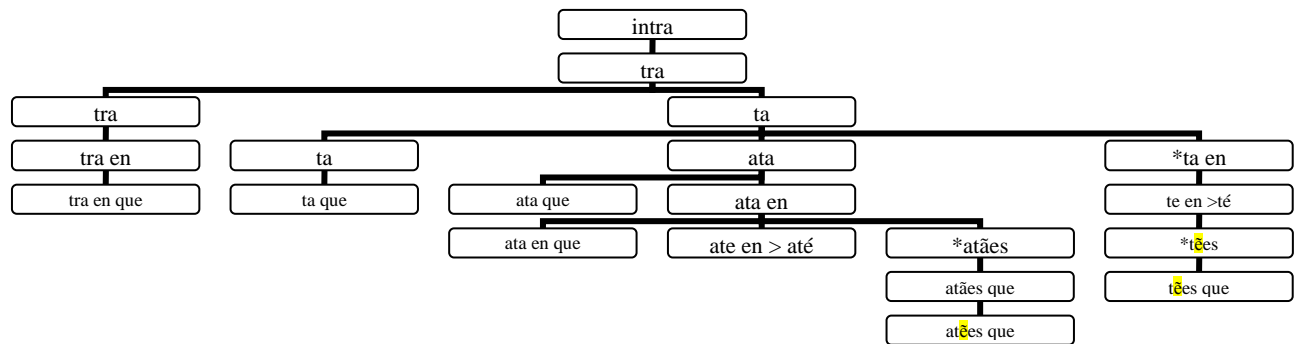 intra
tra
tra
ta
tra en
ta
ata
*ta en
tra en que
ta que
ata que
ata en
te en >té
ata en que
ate en > até
*atães
*tẽes
atães que
tẽes que
atẽes que